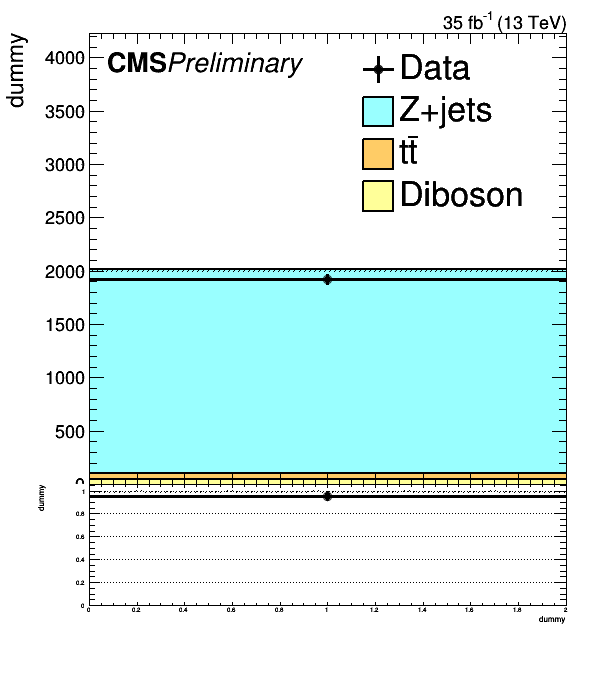 35 fb-1 (13 TeV)
dummy
CMS Preliminary
Data
Z+jets
tt̄
Diboson
4000
3500
3000
2500
2000
1500
1000
500
0
dummy
1
0.8
0.6
0.4
0.2
0
0 0.2 0.4 0.6 0.8 1 1.2 1.4 1.6 1.8 2
dummy